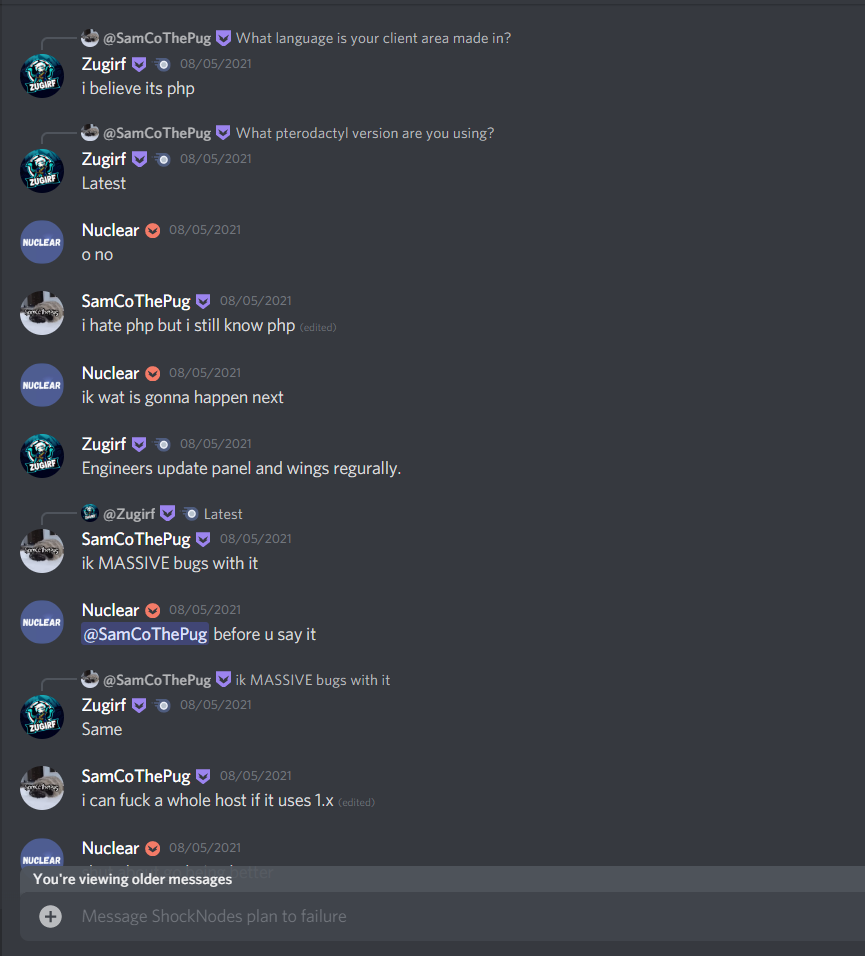 @SamCoThePug What language is your client area made in?
Zugirf 08/05/2021
i believe its php
@SamCoThePug What pterodactyl version are you using?
Zugirf 08/05/2021
Latest
NUCLEAR
Nuclear 08/05/2021
o no
SamCoThePug 08/05/2021
i hate php but i still know php (edited)
NUCLEAR
Nuclear 08/05/2021
ik wat is gonna happen next
Zugirf 08/05/2021
Engineers update panel and wings regurally.
@Zugirf Latest
SamCoThePug 08/05/2021
ik MASSIVE bugs with it
NUCLEAR
Nuclear 08/05/2021
@SamCoThePug before u say it
@SamCoThePug ik MASSIVE bugs with it
Zugirf 08/05/2021
Same
SamCoThePug 08/05/2021
i can fuck a whole host if it uses 1.x (edited)
NUCLEAR
Nuclear 08/05/2021
You're viewing older messages
Message ShockNodes plan to failure